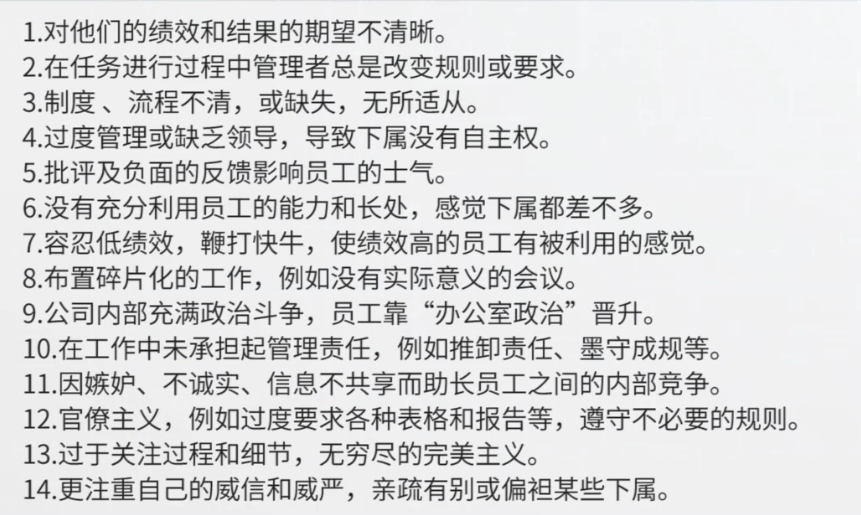 1.对他们的绩效和结果的期望不清晰。
2.在任务进行过程中管理者总是改变规则或要求。
3.制度 、流程不清，或缺失，无所适从。
4.过度管理或缺乏领导，导致下属没有自主权。
5.批评及负面的反馈影响员工的士气。
6.没有充分利用员工的能力和长处，感觉下属都差不多。
7.容忍低绩效，鞭打快牛，使绩效高的员工有被利用的感觉。
8.布置碎片化的工作，例如没有实际意义的会议。
9.公司内部充满政治斗争，员工靠“办公室政治”晋升。
10.在工作中未承担起管理责任，例如推卸责任、墨守成规等。
11.因嫉妒、不诚实、信息不共享而助长员工之间的内部竞争。
12.官僚主义，例如过度要求各种表格和报告等，遵守不必要的规则。
13.过于关注过程和细节，无穷尽的完美主义。
14.更注重自己的威信和威严，亲疏有别或偏袒某些下属。